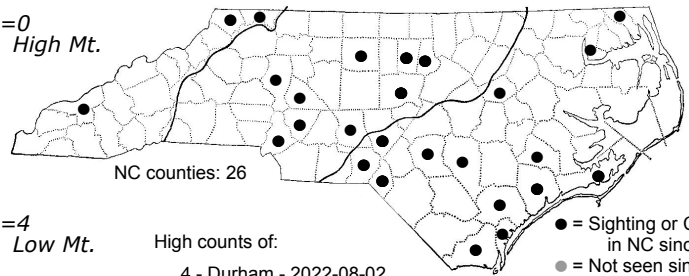 =0
High Mt.
NC counties: 26
=4
Low Mt.
High counts of:
4 - Durham - 2022-08-02
● = Sighting or
in NC sinc
● = Not seen sin